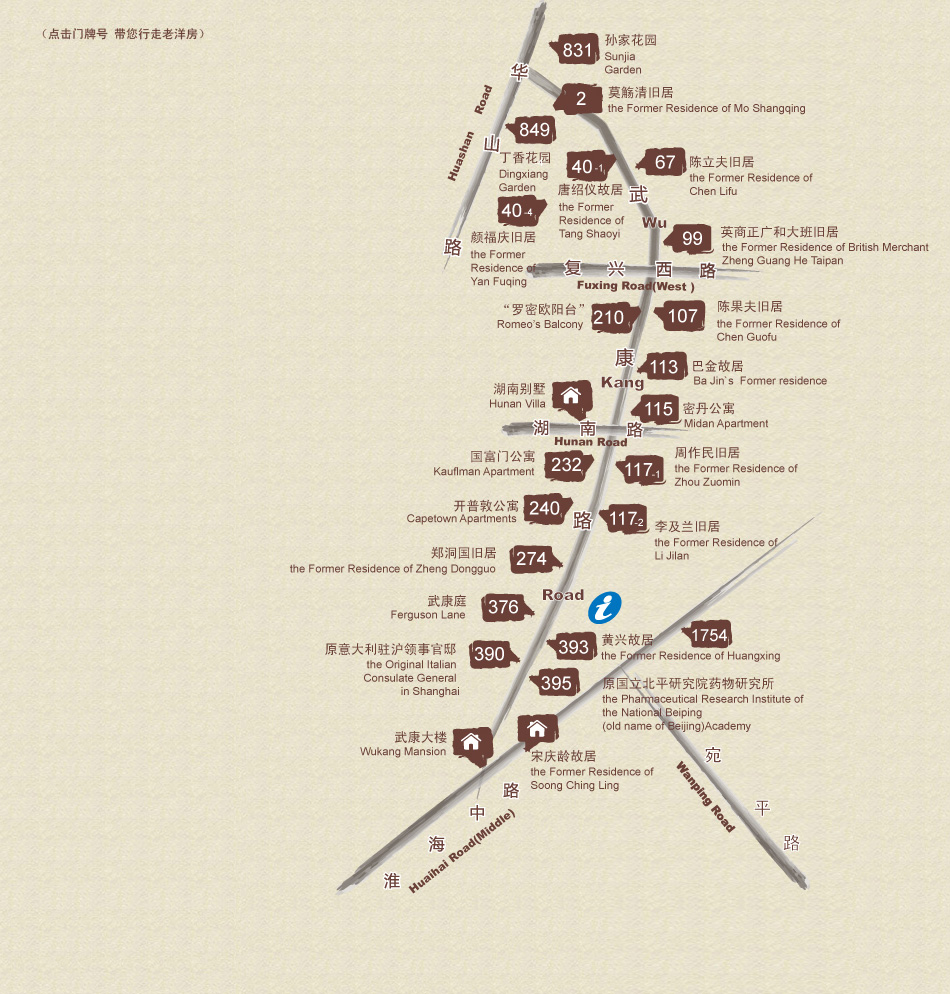 （点击门牌号 带您行走老洋房）
831
孙家花园
Sunjia
Garden
华
2
莫觞清旧居
the Former Residence of Mo Shangqing
Huashan Road
849
山
丁香花园
Dingxiang
Garden
40-1
唐绍仪故居
the Former
Residence of
Tang Shaoyi
67
陈立夫旧居
the Former Residence of
Chen Lifu
武
40-4
颜福庆旧居
the Former
Residence of
Yan Fuqing
Wu
99
英商正广和大班旧居
the Former Residence of British Merchant
Zheng Guang He Taipan
路
复 兴 西 路
Fuxing Road(West )
“罗密欧阳台”
Romeo's Balcony
210
107
陈果夫旧居
the Former Residence of
Chen Guofu
康
113
巴金故居
Ba Jin`s Former residence
Kang
湖南别墅
Hunan Villa
115
密丹公寓
Midan Apartment
湖 南 路
Hunan Road
国富门公寓
Kauflman Apartment
232
117-1
周作民旧居
the Former Residence of
Zhou Zuomin
开普敦公寓
Capetown Apartments
240
路
117-2
李及兰旧居
the Former Residence of
Li Jilan
郑洞国旧居
the Former Residence of Zheng Dongguo
274
Road
i
武康庭
Ferguson Lane
376
原意大利驻沪领事官邸
the Original Italian
Consulate General
in Shanghai
390
393
黄兴故居
the Former Residence of Huangxing
1754
395
原国立北平研究院药物研究所
the Pharmaceutical Research Institute of
the National Beiping
(old name of Beijing)Academy
武康大楼
Wukang Mansion
宋庆龄故居
the Former Residence of
Soong Ching Ling
宛
平
路
Wanping Road
路
中
海
淮
Huaihai Road(Middle)